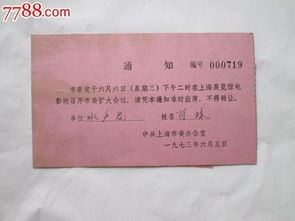 7788.com
通 知 编号 000719
市委定于六月六日（星期三）下午二时在上海展览馆电
影院召开市委扩大会议，请凭本通知准时出席，不得转让。
单位 水产局 姓名
中共上海市委办公室
一九七三年六月五日